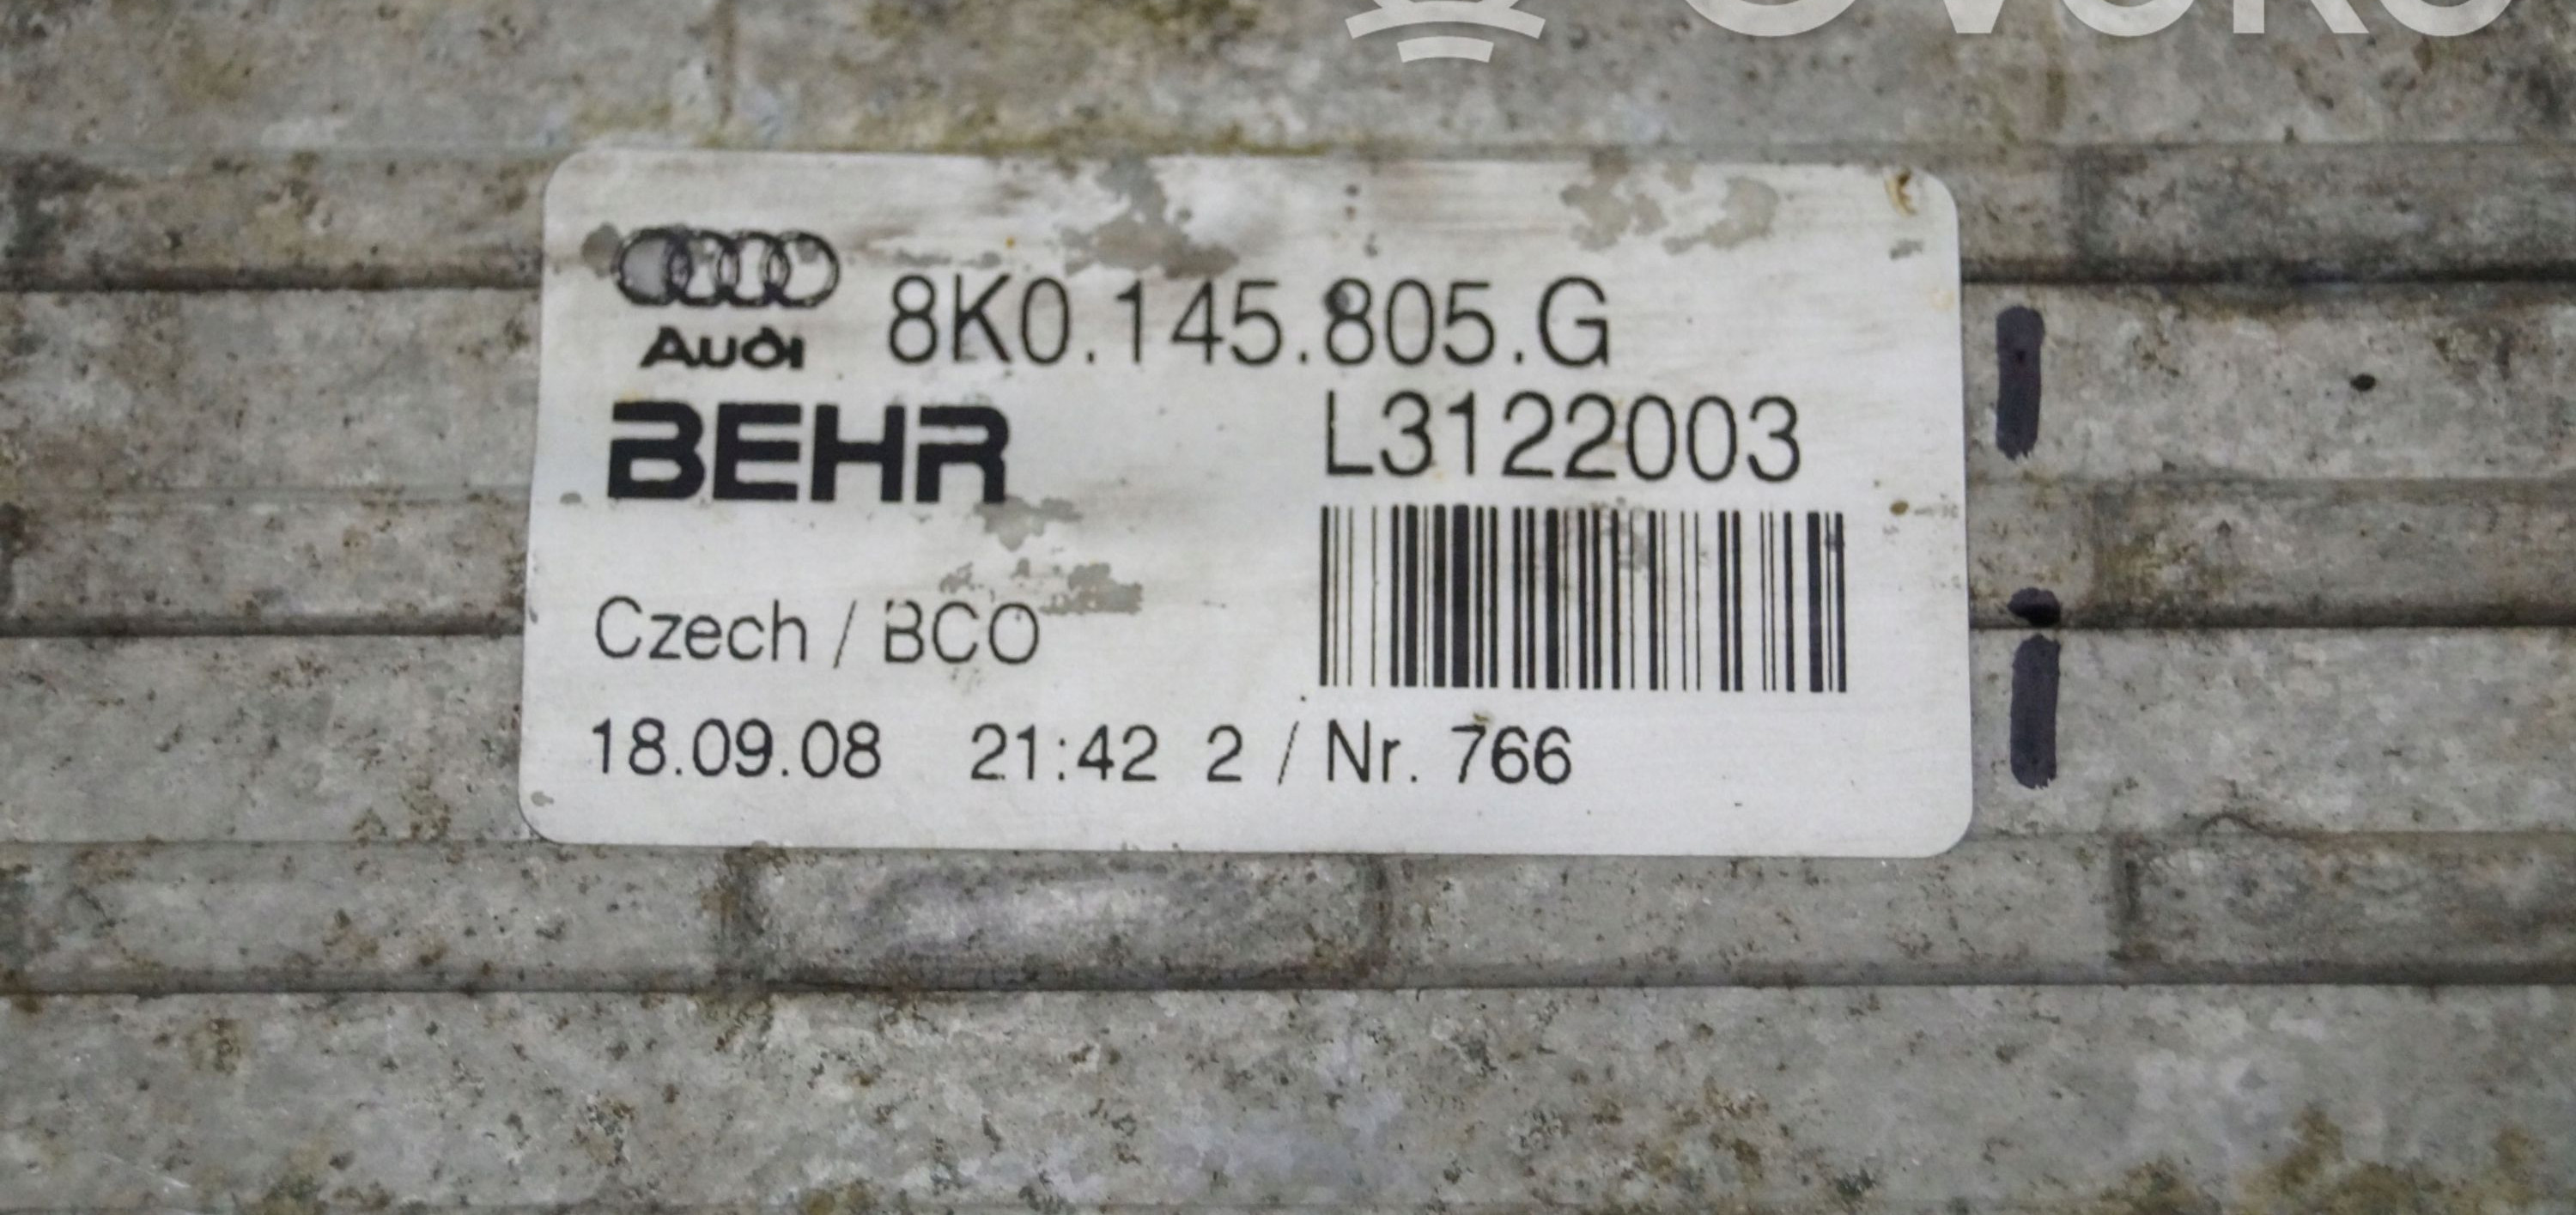 Audi 8K0.145.805.G
BEHR L3122003
Czech / BCO
18.09.08 21:42 2 / Nr. 766